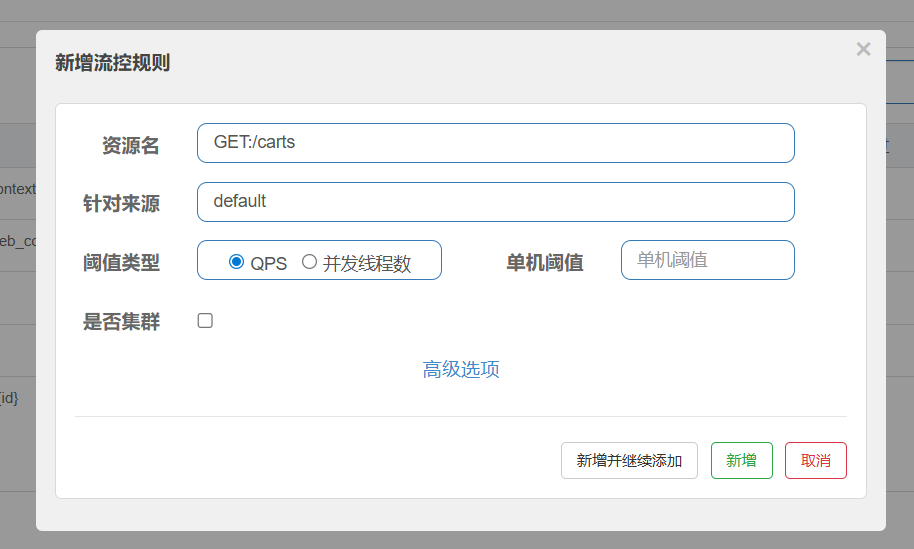 新增流控规则
×
资源名 GET:/carts
针对来源 default
阈值类型 QPS 并发线程数 单机阈值 单机阈值
是否集群
高级选项
新增并继续添加 新增 取消
ontext
eb_co
{id}